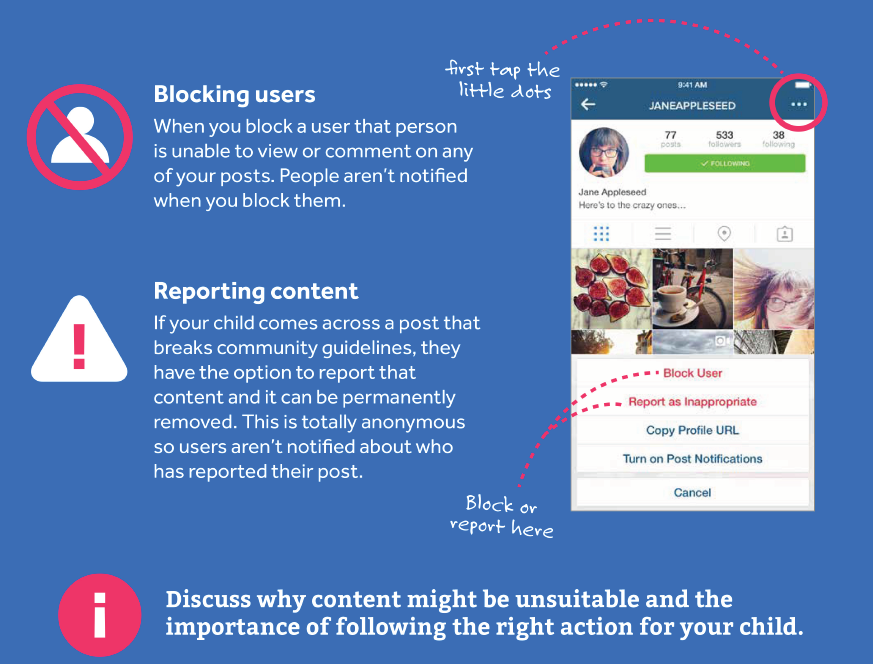 first tap the
little dots
Blocking users
When you block a user that person
is unable to view or comment on any
of your posts. People aren't notified
when you block them.
Reporting content
If your child comes across a post that
breaks community guidelines, they
have the option to report that
content and it can be permanently
removed. This is totally anonymous
so users aren't notified about who
has reported their post.
9:41 AM
JANEAPPLESEED
77 533 38
posts followers following
✓ FOLLOWING
Jane Appleseed
Here's to the crazy ones...
Block User
Report as Inappropriate
Copy Profile URL
Turn on Post Notifications
Cancel
Block or
report here
Discuss why content might be unsuitable and the
importance of following the right action for your child.